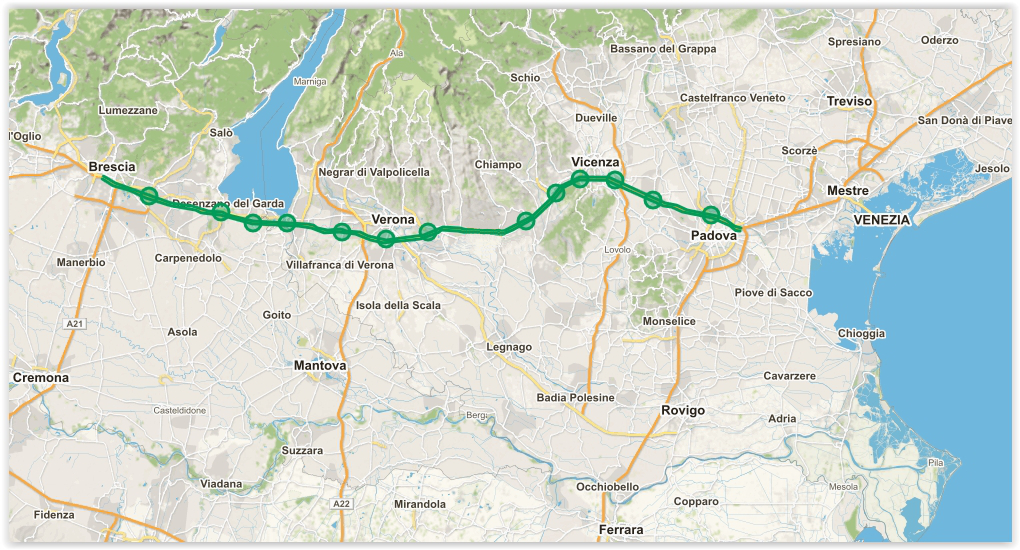 Spresiano
Oderzo
Bassano del Grappa
Ala
Schio
Marniga
Castelfranco Veneto
Treviso
Lumezzane
Dueville
San Donà di Piave
l'Oglio
Salò
Scorzè
Brescia
Negrar di Valpolicella
Chiampo
Vicenza
Jesolo
Mestre
Desenzano del Garda
Verona
VENEZIA
Padova
Lovolo
Manerbio
Carpenedolo
Villafranca di Verona
Piove di Sacco
Isola della Scala
Goito
Monselice
A21
Asola
Chioggia
Legnago
Mantova
Cremona
Cavarzere
Badia Polesine
Casteldidone
Rovigo
Berg
Adria
Suzzara
Pila
Viadana
Occhiobello
Mesola
A22
Mirandola
Copparo
Fidenza
Ferrara